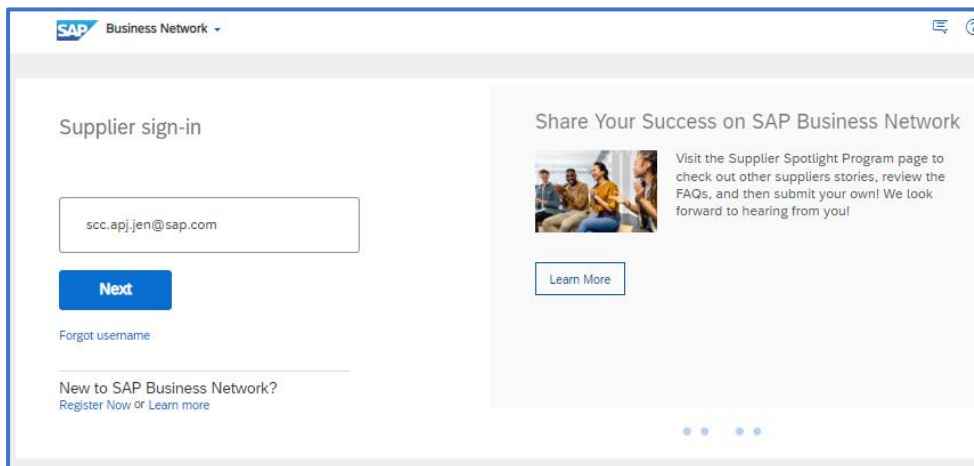 SAP Business Network
Supplier sign-in
scc.apj.jen@sap.com
Next
Forgot username
New to SAP Business Network?
Register Now or Learn more
Share Your Success on SAP Business Network
Visit the Supplier Spotlight Program page to
check out other suppliers stories, review the
FAQs, and then submit your own! We look
forward to hearing from you!
Learn More